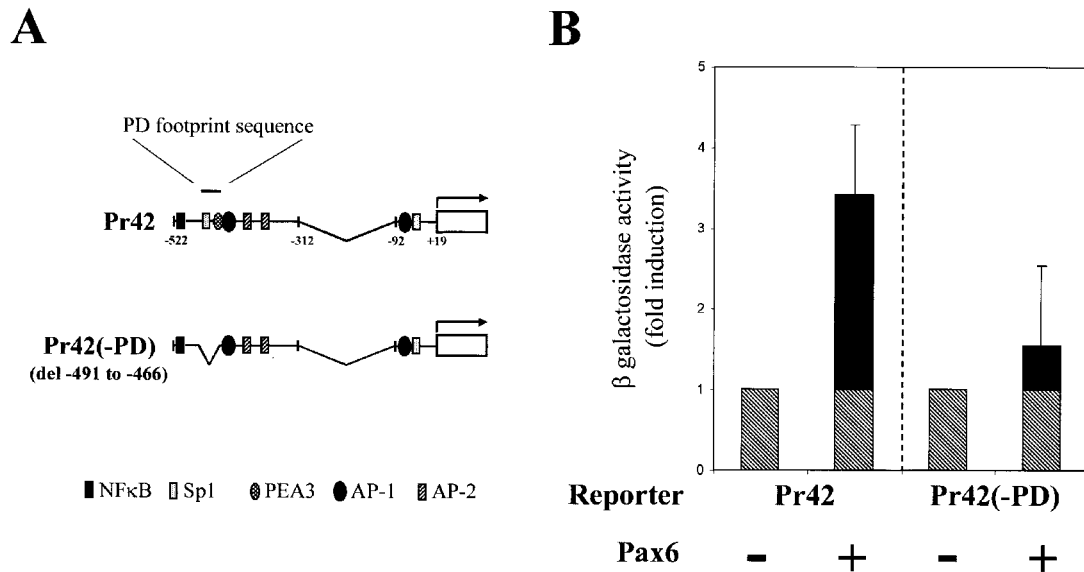 A
PD footprint sequence
Pr42
-522
-312
-92
+19
Pr42(-PD)
(del -491 to -466)
NFκB Sp1 PEA3 AP-1 AP-2
B
β galactosidase activity
(fold induction)
5
4
3
2
1
0
Reporter Pr42 Pr42(-PD)
Pax6 - + - +